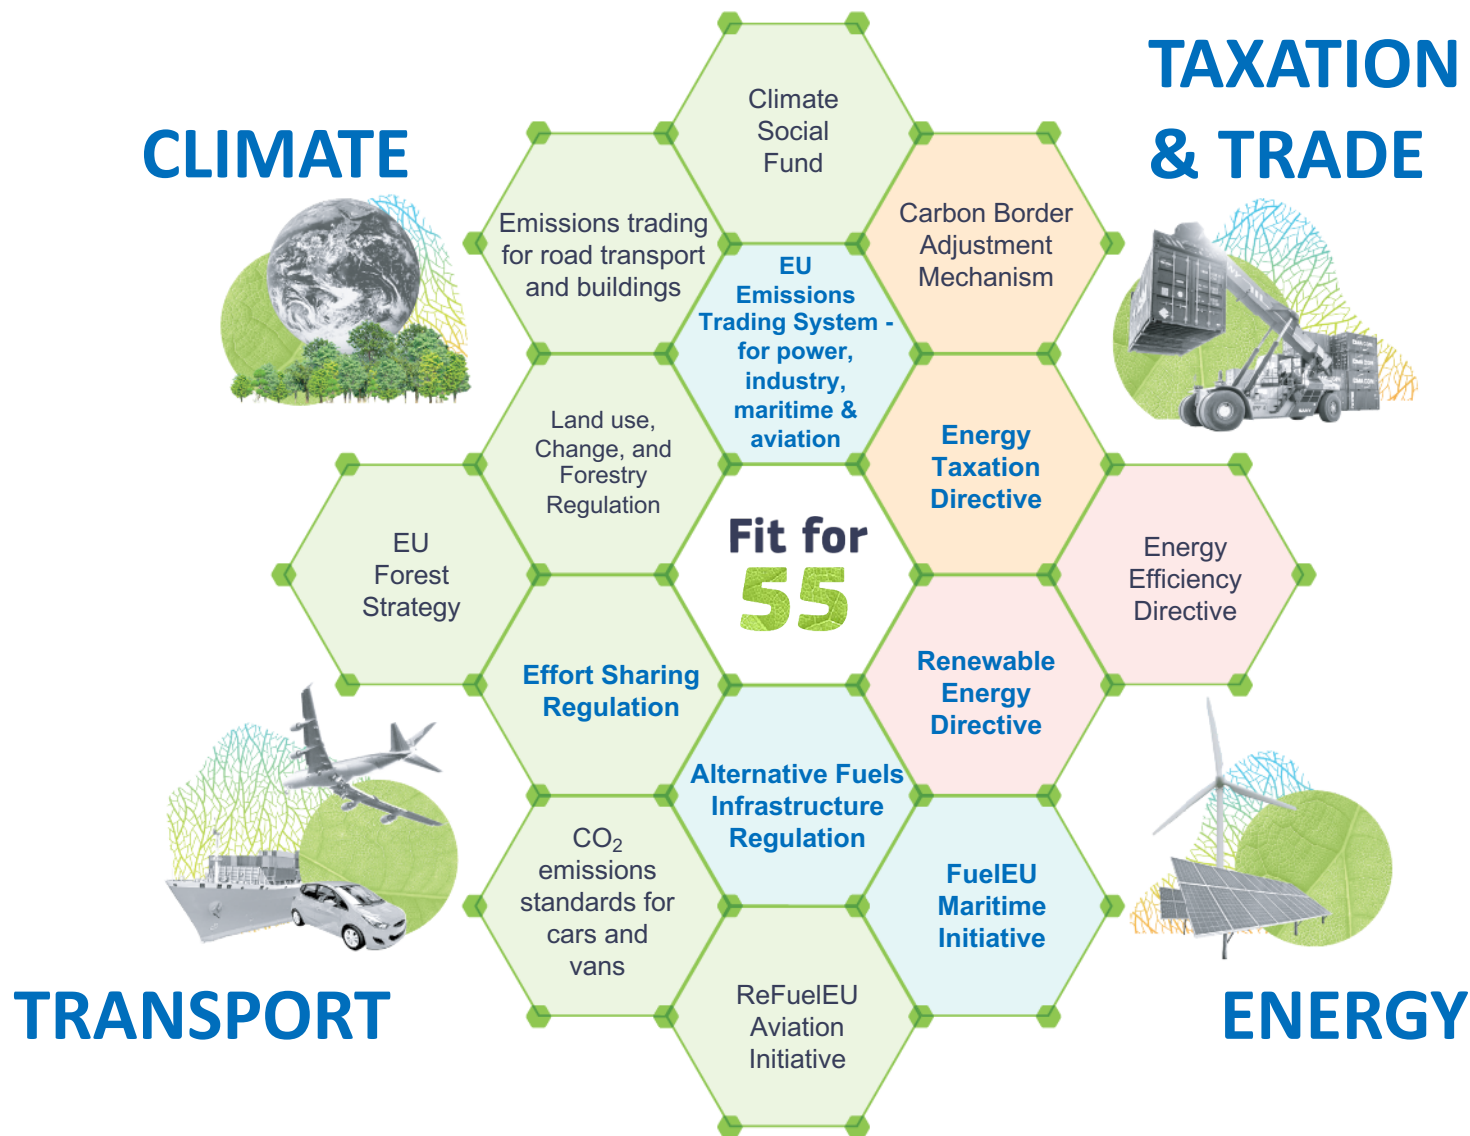 TAXATION
& TRADE
CLIMATE
Climate
Social
Fund
Emissions trading
for road transport
and buildings
Carbon Border
Adjustment
Mechanism
EU
Emissions
Trading System -
for power,
industry,
maritime &
aviation
Land use,
Change, and
Forestry
Regulation
Energy
Taxation
Directive
EU
Forest
Strategy
Fit for
55
Energy
Efficiency
Directive
Effort Sharing
Regulation
Renewable
Energy
Directive
Alternative Fuels
Infrastructure
Regulation
CO₂
emissions
standards for
cars and
vans
FuelEU
Maritime
Initiative
ReFuelEU
Aviation
Initiative
TRANSPORT
ENERGY